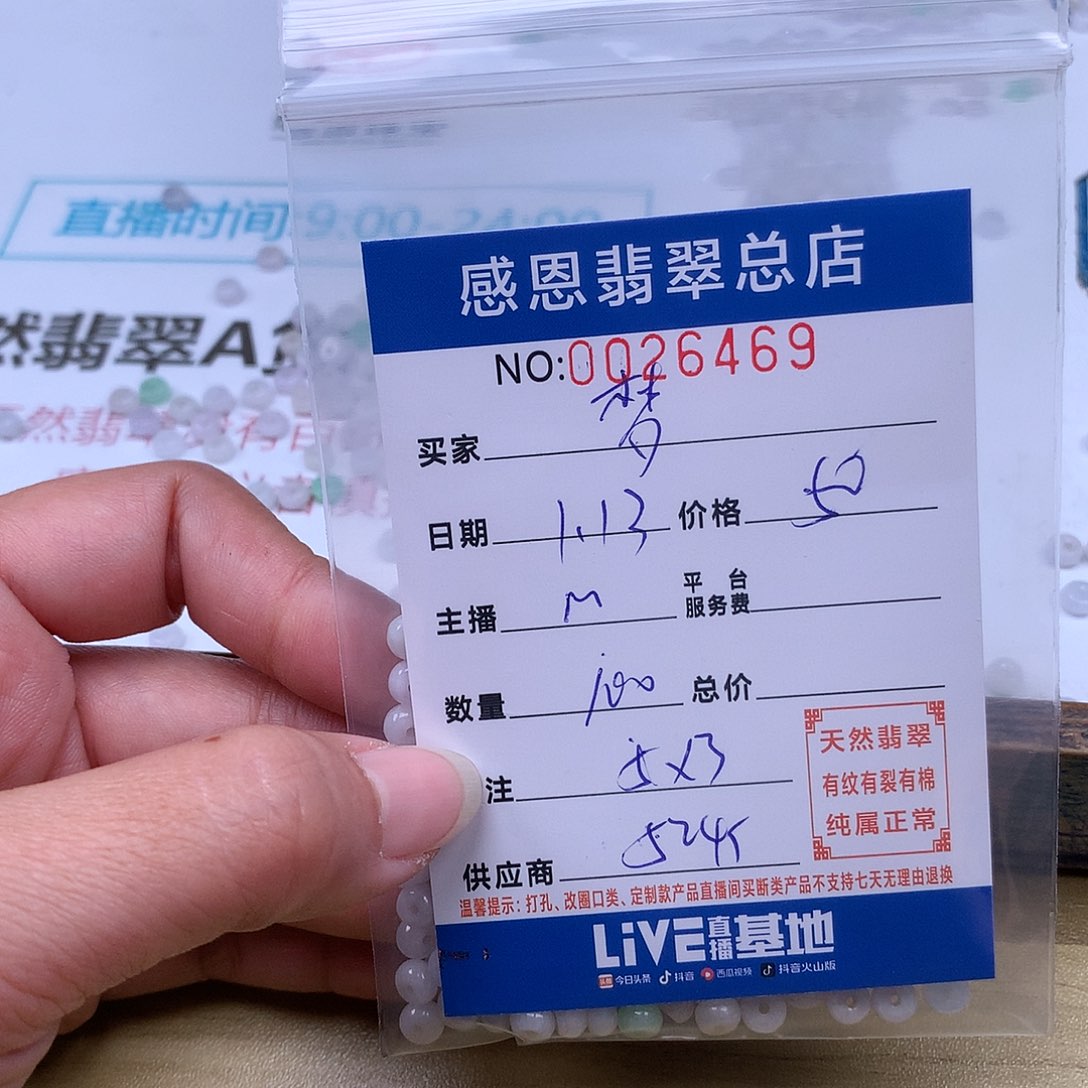 直播时间:9:00-24:00
然翡翠A
感恩翡翠总店
NO:0026469
买家 梦
日期 1.13 价格 50
主播 M 平台服务费
数量 100 总价
注 5x3
供应商 5245
天然翡翠
有纹有裂有棉
纯属正常
温馨提示:打孔、改圈口类、定制款产品直播间买断类产品不支持七天无理由退换
LiVE直播基地
今日头条 抖音 西瓜视频 抖音火山版